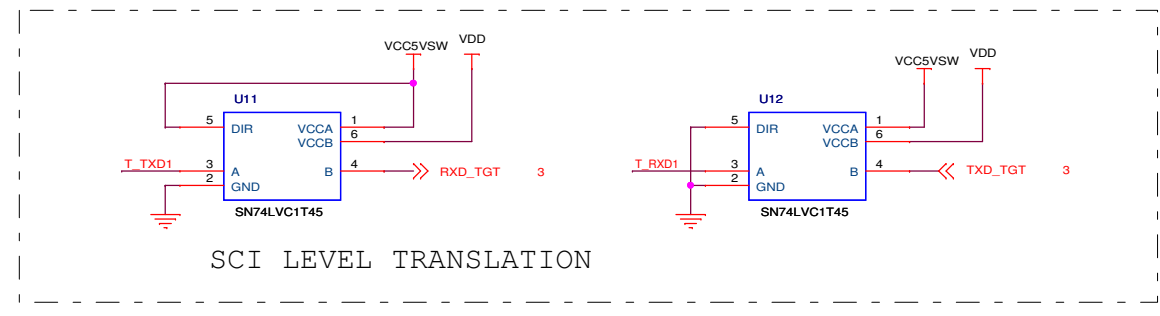 VCC5VSW VDD
U11
5 DIR VCCA 1
VCCB 6
T_TXD1 3 A B 4 RXD_TGT 3
2 GND
SN74LVC1T45
VCC5VSW VDD
U12
5 DIR VCCA 1
VCCB 6
T_RXD1 3 A B 4 TXD_TGT 3
2 GND
SN74LVC1T45
SCI LEVEL TRANSLATION